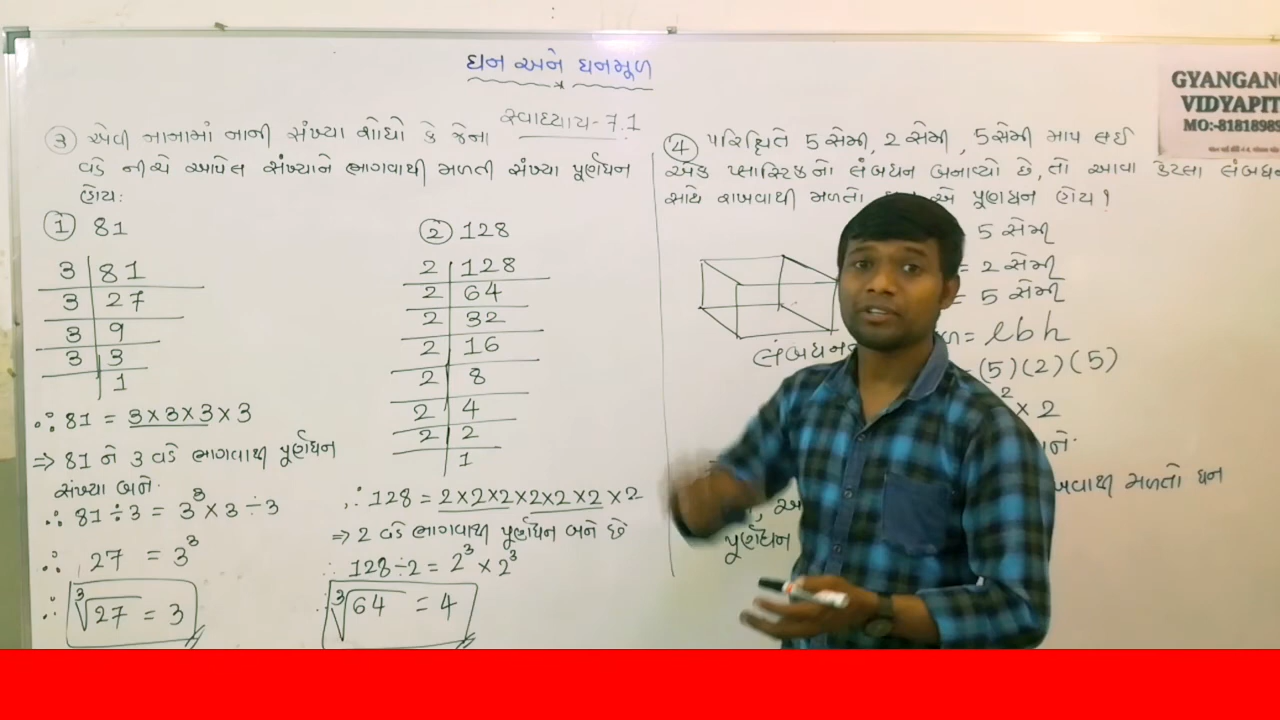 ઘન અને ઘનમૂળ
સ્વાધ્યાય-7.1
③ એવી નાનામાં નાની સંખ્યા શોધો કે જેના
વડે નીચે આપેલ સંખ્યાને ભાગવાથી મળતી સંખ્યા પૂર્ણઘન
હોય:
① 81
3 81
3 27
3 9
3 3
1
∴ 81 = 3×3×3×3
⇒ 81 ને 3 વડે ભાગવાથી પૂર્ણઘન
સંખ્યા બને.
∴ 81÷3 = 3³×3÷3
∴ 27 = 3³
∴ ∛27 = 3
② 128
2 128
2 64
2 32
2 16
2 8
2 4
2 2
1
∴ 128 = 2×2×2×2×2×2×2
⇒ 2 વડે ભાગવાથી પૂર્ણઘન બને છે
∴ 128÷2 = 2³×2³
∴ ∛64 = 4
④ પરિક્ષિતે 5 સેમી, 2 સેમી, 5 સેમી માપ લઈ
એક પ્લાસ્ટિકનો લંબઘન બનાવ્યો છે, તો આવા કેટલા લંબઘન
સાથે રાખવાથી મળતો એ પૂર્ણઘન હોય?
5 સેમી
= 2 સેમી
= 5 સેમી
= lbh
(5)(2)(5)
² × 2
મળતો ઘન
પૂર્ણઘન
GYANGANG
VIDYAPIT
MO:-8181898